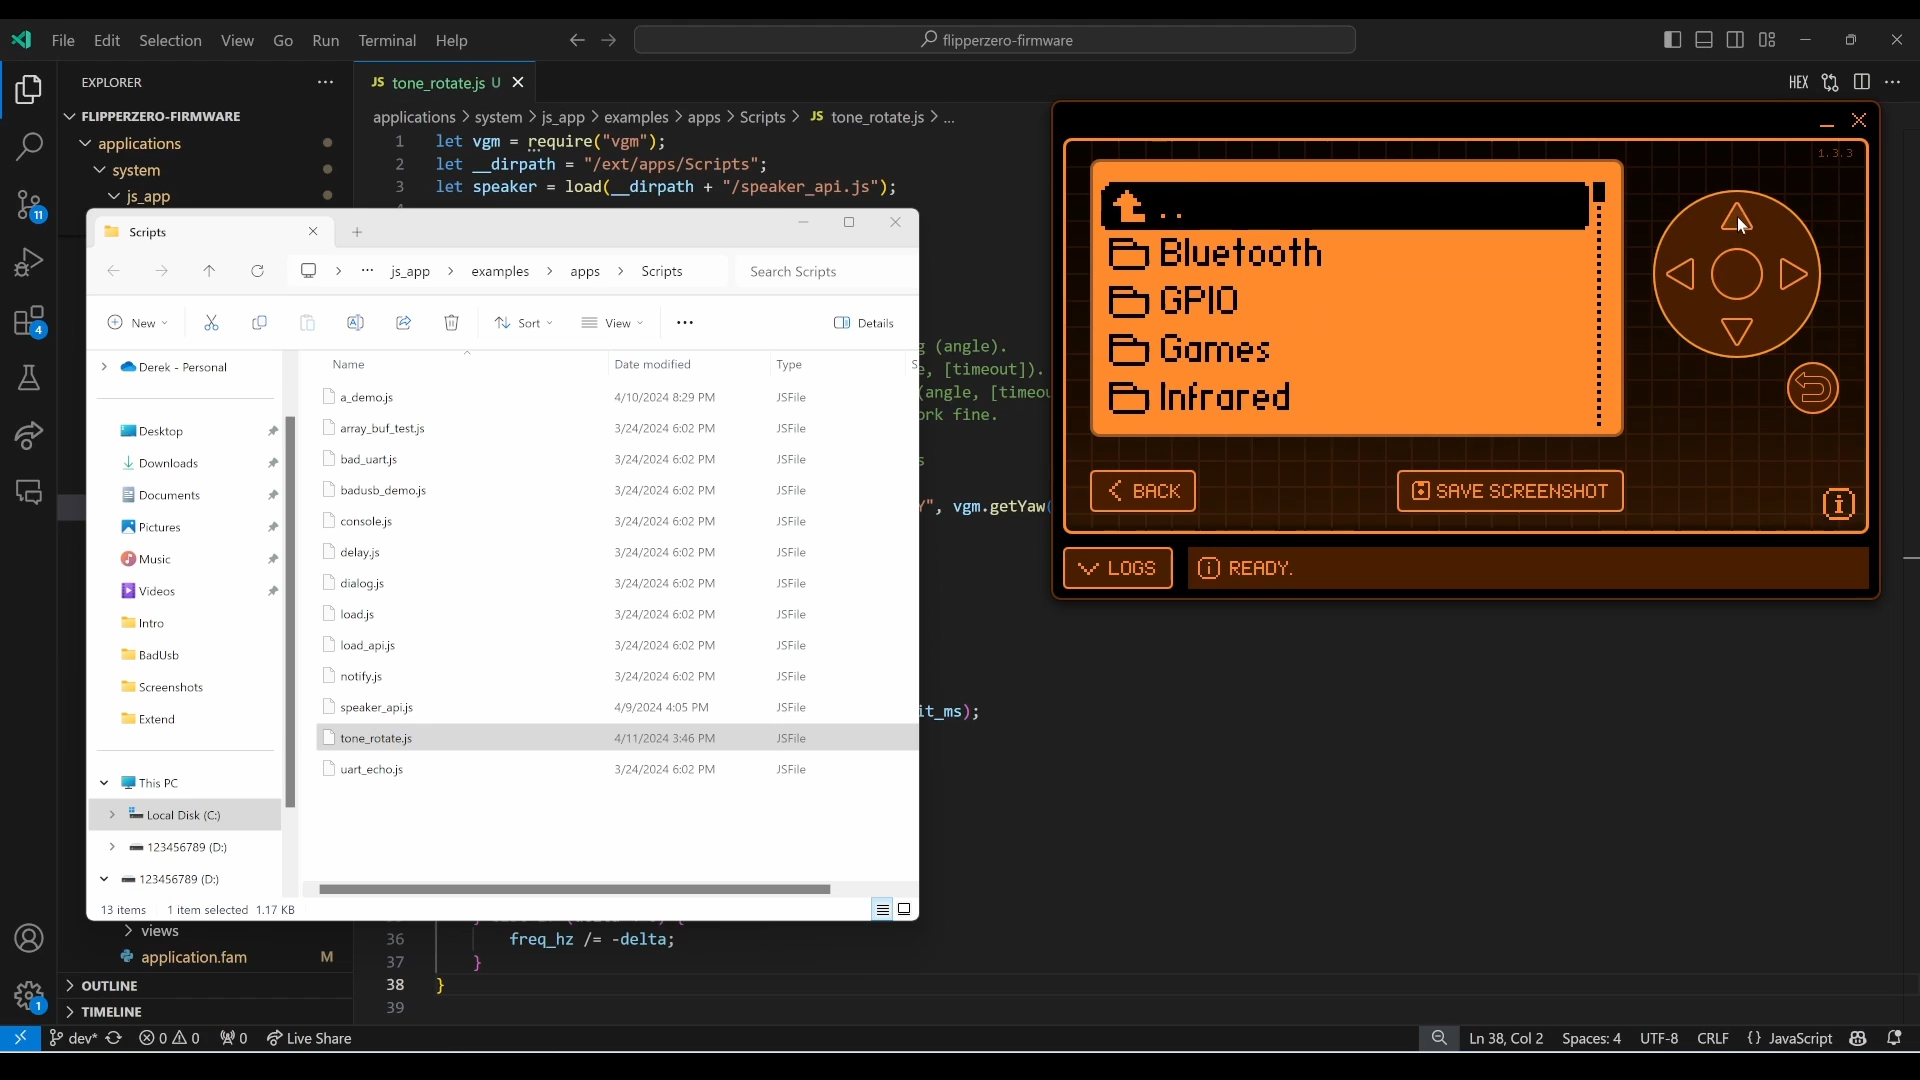 File Edit Selection View Go Run Terminal Help
flipperzero-firmware
EXPLORER
JS tone_rotate.js U
HEX
FLIPPERZERO-FIRMWARE
applications
system
js_app
applications > system > js_app > examples > apps > Scripts > JS tone_rotate.js > ...
1 let vgm = require("vgm");
2 let __dirpath = "/ext/apps/Scripts";
3 let speaker = load(__dirpath + "/speaker_api.js");
(angle).
, [timeout]).
(angle, [timeou
rk fine.
", vgm.getYaw(
it_ms);
Scripts
js_app > examples > apps > Scripts
Search Scripts
New
Sort
View
Details
Name Date modified Type
a_demo.js 4/10/2024 8:29 PM JSFile
array_buf_test.js 3/24/2024 6:02 PM JSFile
bad_uart.js 3/24/2024 6:02 PM JSFile
badusb_demo.js 3/24/2024 6:02 PM JSFile
console.js 3/24/2024 6:02 PM JSFile
delay.js 3/24/2024 6:02 PM JSFile
dialog.js 3/24/2024 6:02 PM JSFile
load.js 3/24/2024 6:02 PM JSFile
load_api.js 3/24/2024 6:02 PM JSFile
notify.js 3/24/2024 6:02 PM JSFile
speaker_api.js 4/9/2024 4:05 PM JSFile
tone_rotate.js 4/11/2024 3:46 PM JSFile
uart_echo.js 3/24/2024 6:02 PM JSFile
Derek - Personal
Desktop
Downloads
Documents
Pictures
Music
Videos
Intro
BadUsb
Screenshots
Extend
This PC
Local Disk (C:)
123456789 (D:)
123456789 (D:)
13 items 1 item selected 1.17 KB
1.3.3
..
Bluetooth
GPIO
Games
Infrared
BACK
SAVE SCREENSHOT
LOGS
READY.
11
4
1
views
application.fam M
OUTLINE
TIMELINE
36 freq_hz /= -delta;
37 }
38 }
39
dev* 0 0 0 Live Share
Ln 38, Col 2 Spaces: 4 UTF-8 CRLF {} JavaScript